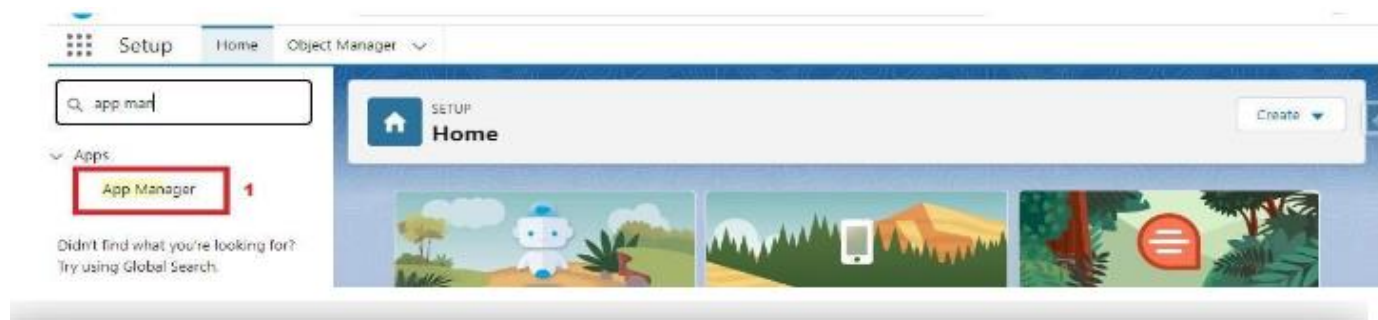 Setup Home Object Manager
app man
SETUP
Home
Create
Apps
App Manager 1
Didn't find what you're looking for?
Try using Global Search.